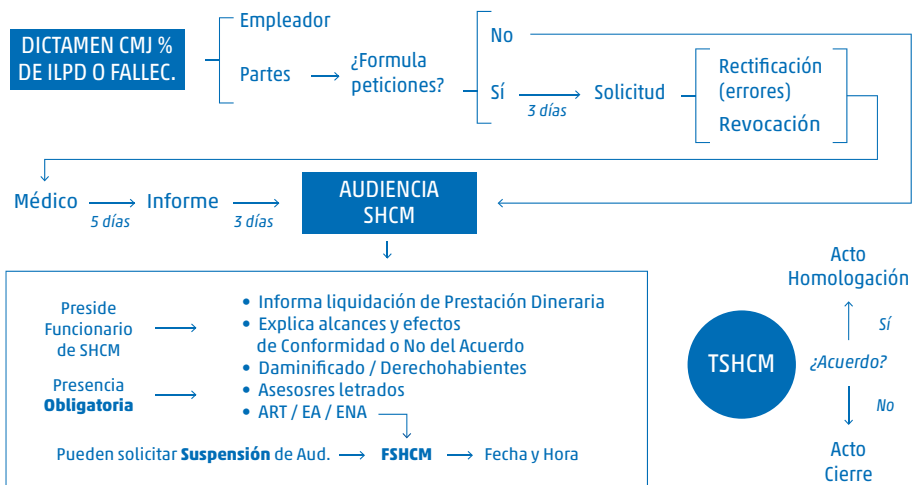 DICTAMEN CMJ %
DE ILPD O FALLEC.
Empleador
Partes
¿Formula
peticiones?
No
Sí
3 días
Solicitud
Rectificación
(errores)
Revocación
Médico
5 días
Informe
3 días
AUDIENCIA
SHCM
Preside
Funcionario
de SHCM
Presencia
Obligatoria
• Informa liquidación de Prestación Dineraria
• Explica alcances y efectos
de Conformidad o No del Acuerdo
• Daminificado / Derechohabientes
• Asesosres letrados
• ART / EA / ENA
Pueden solicitar Suspensión de Aud.
FSHCM
Fecha y Hora
TSHCM
Acto
Homologación
Sí
¿Acuerdo?
No
Acto
Cierre